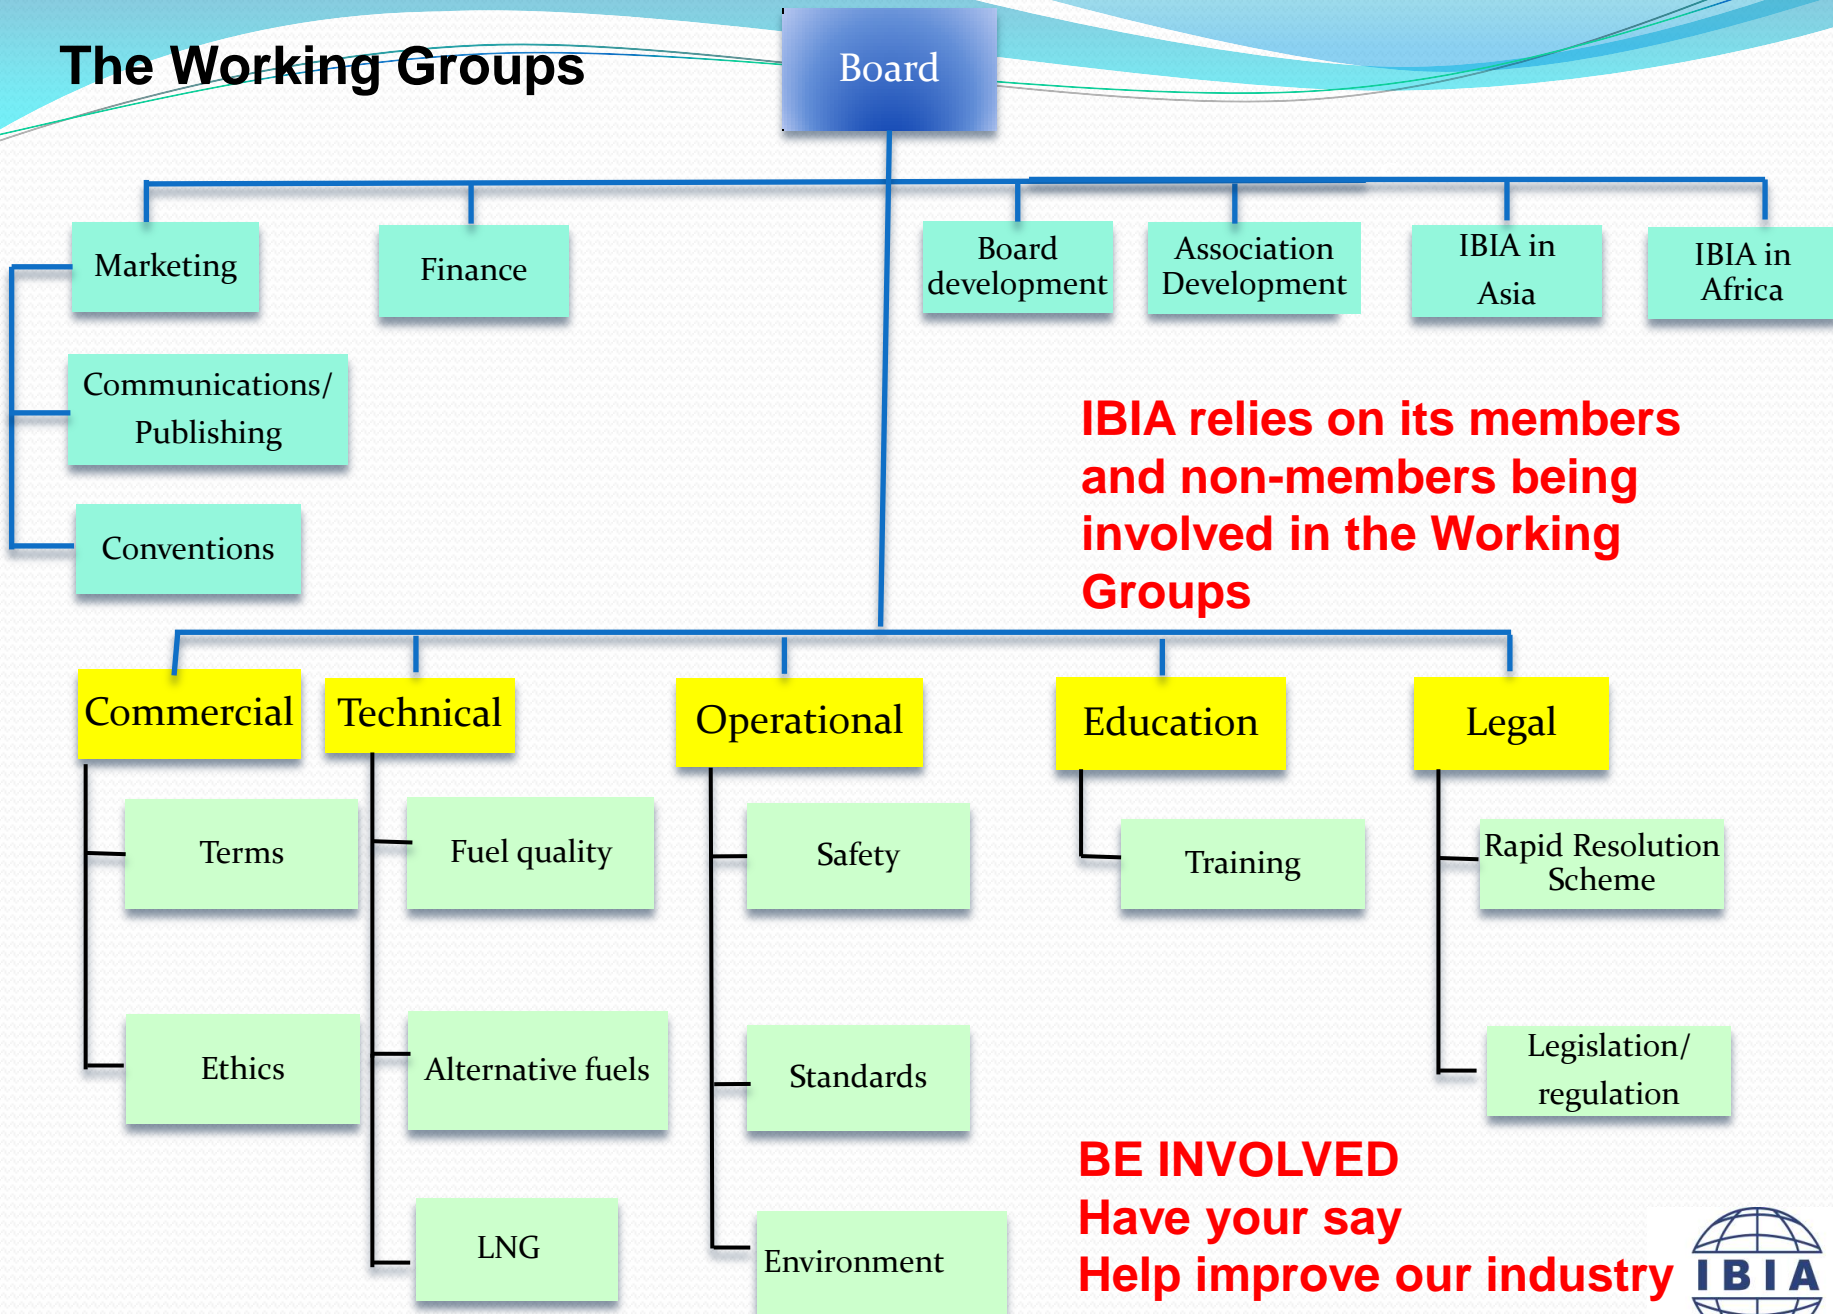 The Working Groups
Board
Marketing
Finance
Board
development
Association
Development
IBIA in
Asia
IBIA in
Africa
Communications/
Publishing
Conventions
IBIA relies on its members
and non-members being
involved in the Working
Groups
Commercial
Technical
Operational
Education
Legal
Terms
Fuel quality
Safety
Training
Rapid Resolution
Scheme
Ethics
Alternative fuels
Standards
Legislation/
regulation
LNG
Environment
BE INVOLVED
Have your say
Help improve our industry
IBIA